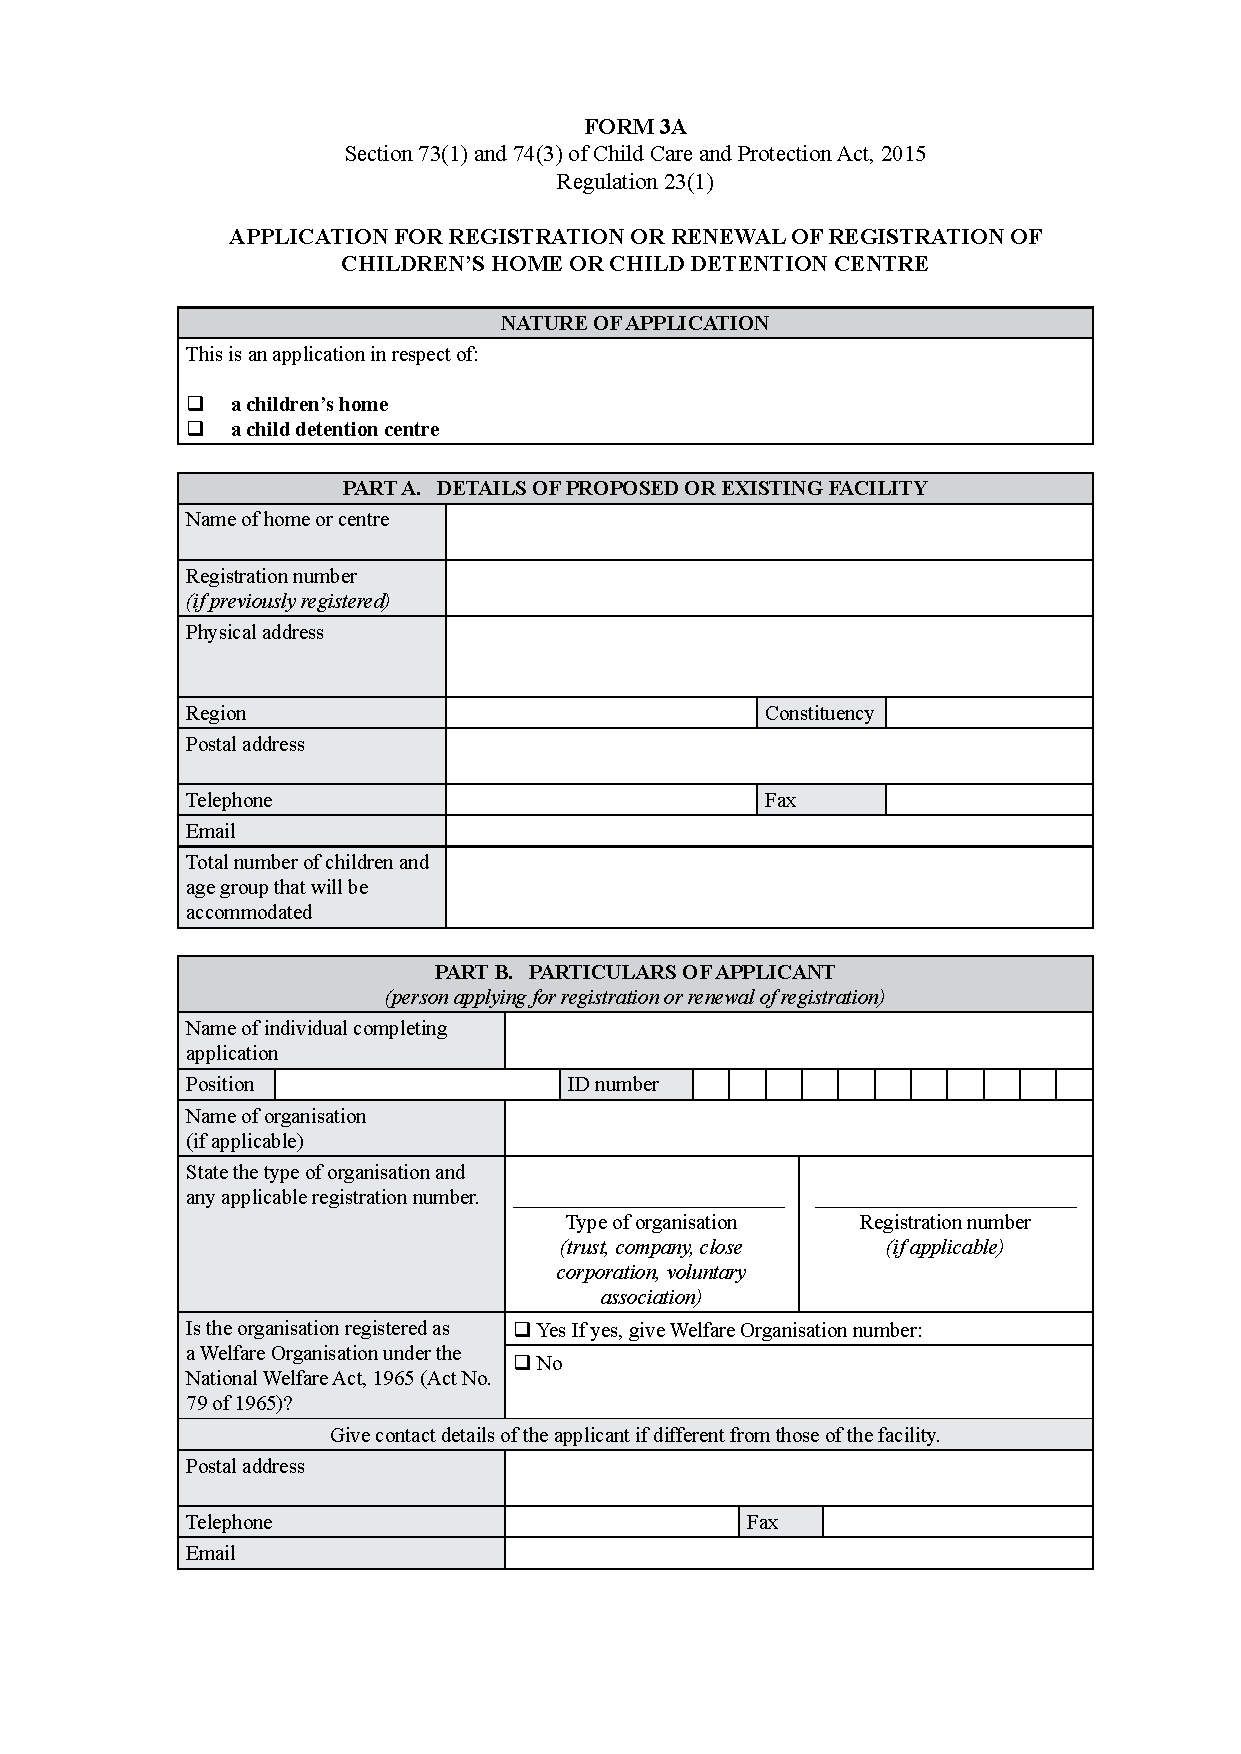 FORM 3A
Section 73(1) and 74(3) of Child Care and Protection Act, 2015
Regulation 23(1)
APPLICATION FOR REGISTRATION OR RENEWAL OF REGISTRATION OF
CHILDREN’S HOME OR CHILD DETENTION CENTRE
NATURE OF APPLICATION
This is an application in respect of:
❑ a children’s home
❑ a child detention centre
PART A. DETAILS OF PROPOSED OR EXISTING FACILITY
Name of home or centre
Registration number
(if previously registered)
Physical address
Region
Constituency
Postal address
Telephone
Fax
Email
Total number of children and
age group that will be
accommodated
PART B. PARTICULARS OF APPLICANT
(person applying for registration or renewal of registration)
Name of individual completing
application
Position
ID number
Name of organisation
(if applicable)
State the type of organisation and
any applicable registration number.
Type of organisation
(trust, company, close
corporation, voluntary
association)
Registration number
(if applicable)
Is the organisation registered as
a Welfare Organisation under the
National Welfare Act, 1965 (Act No.
79 of 1965)?
❑ Yes If yes, give Welfare Organisation number:
❑ No
Give contact details of the applicant if different from those of the facility.
Postal address
Telephone
Fax
Email